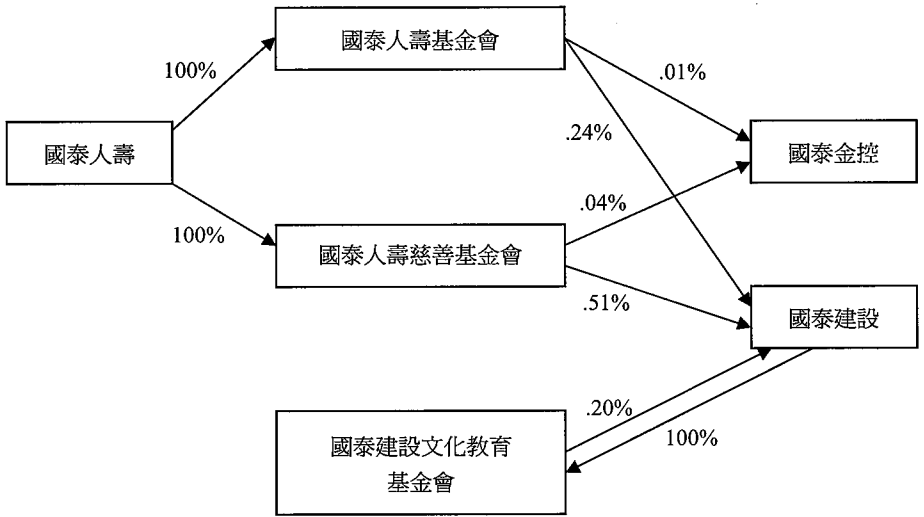 國泰人壽基金會
100%
.01%
.24%
國泰人壽
國泰金控
.04%
100%
國泰人壽慈善基金會
.51%
國泰建設
.20%
100%
國泰建設文化教育
基金會